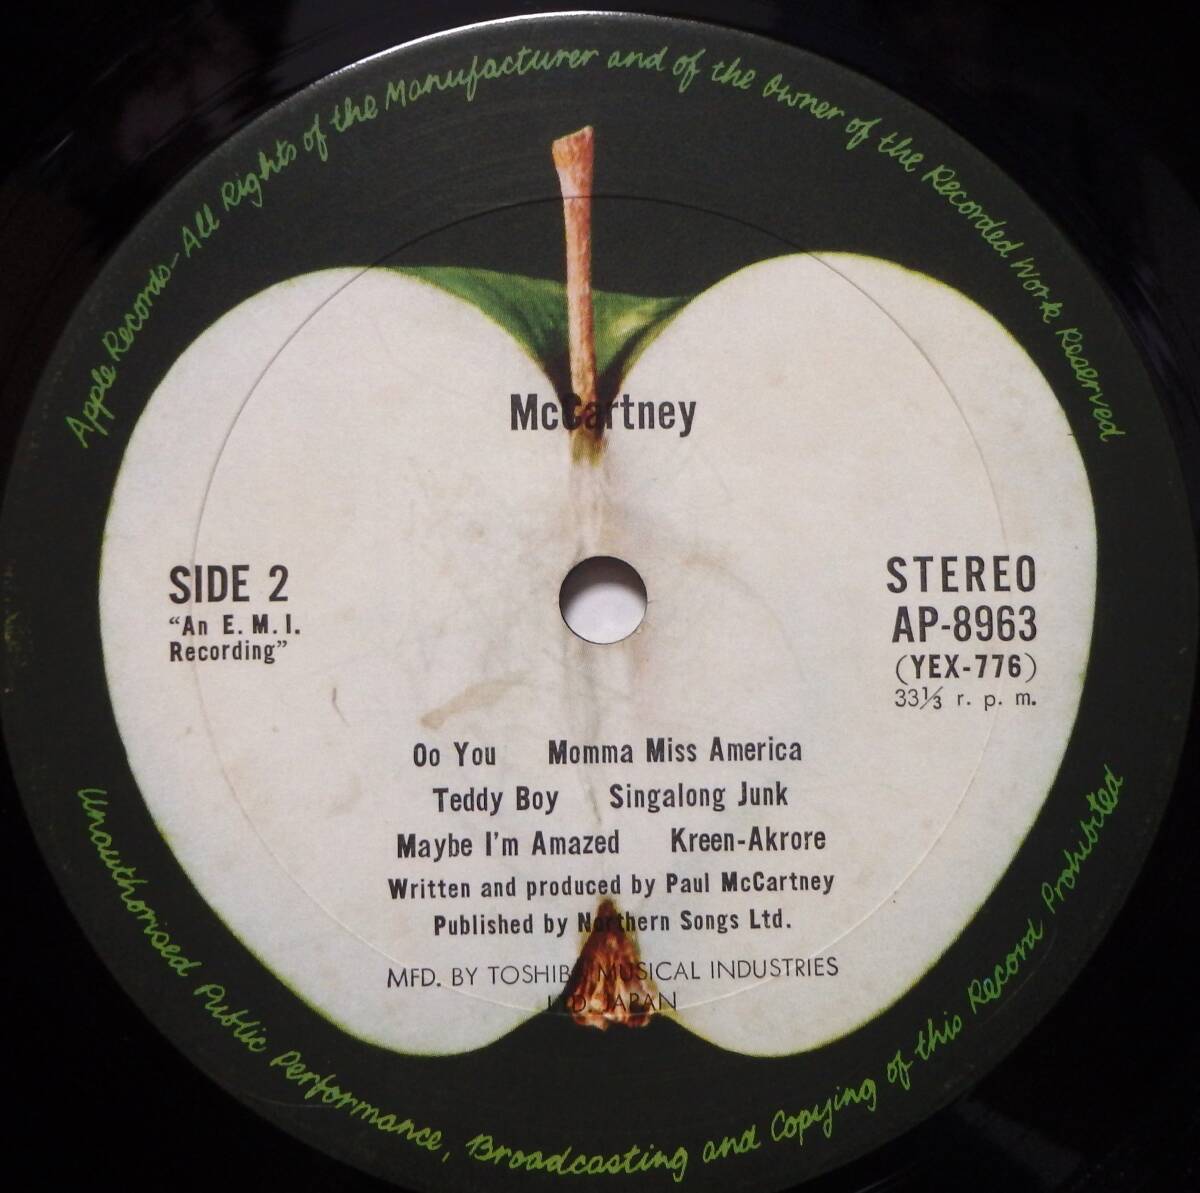 Apple Records-All Rights of the Manufacturer and of the Owner of the Recorded Work Reserved
McCartney
SIDE 2
"An E. M. I.
Recording"
STEREO
AP-8963
(YEX-776)
33⅓ r. p. m.
Oo You Momma Miss America
Teddy Boy Singalong Junk
Maybe I'm Amazed Kreen-Akrore
Written and produced by Paul McCartney
Published by Northern Songs Ltd.
MFD. BY TOSHIBA MUSICAL INDUSTRIES
LTD. JAPAN
Unauthorised Public Performance, Broadcasting and Copying of this Record Prohibited